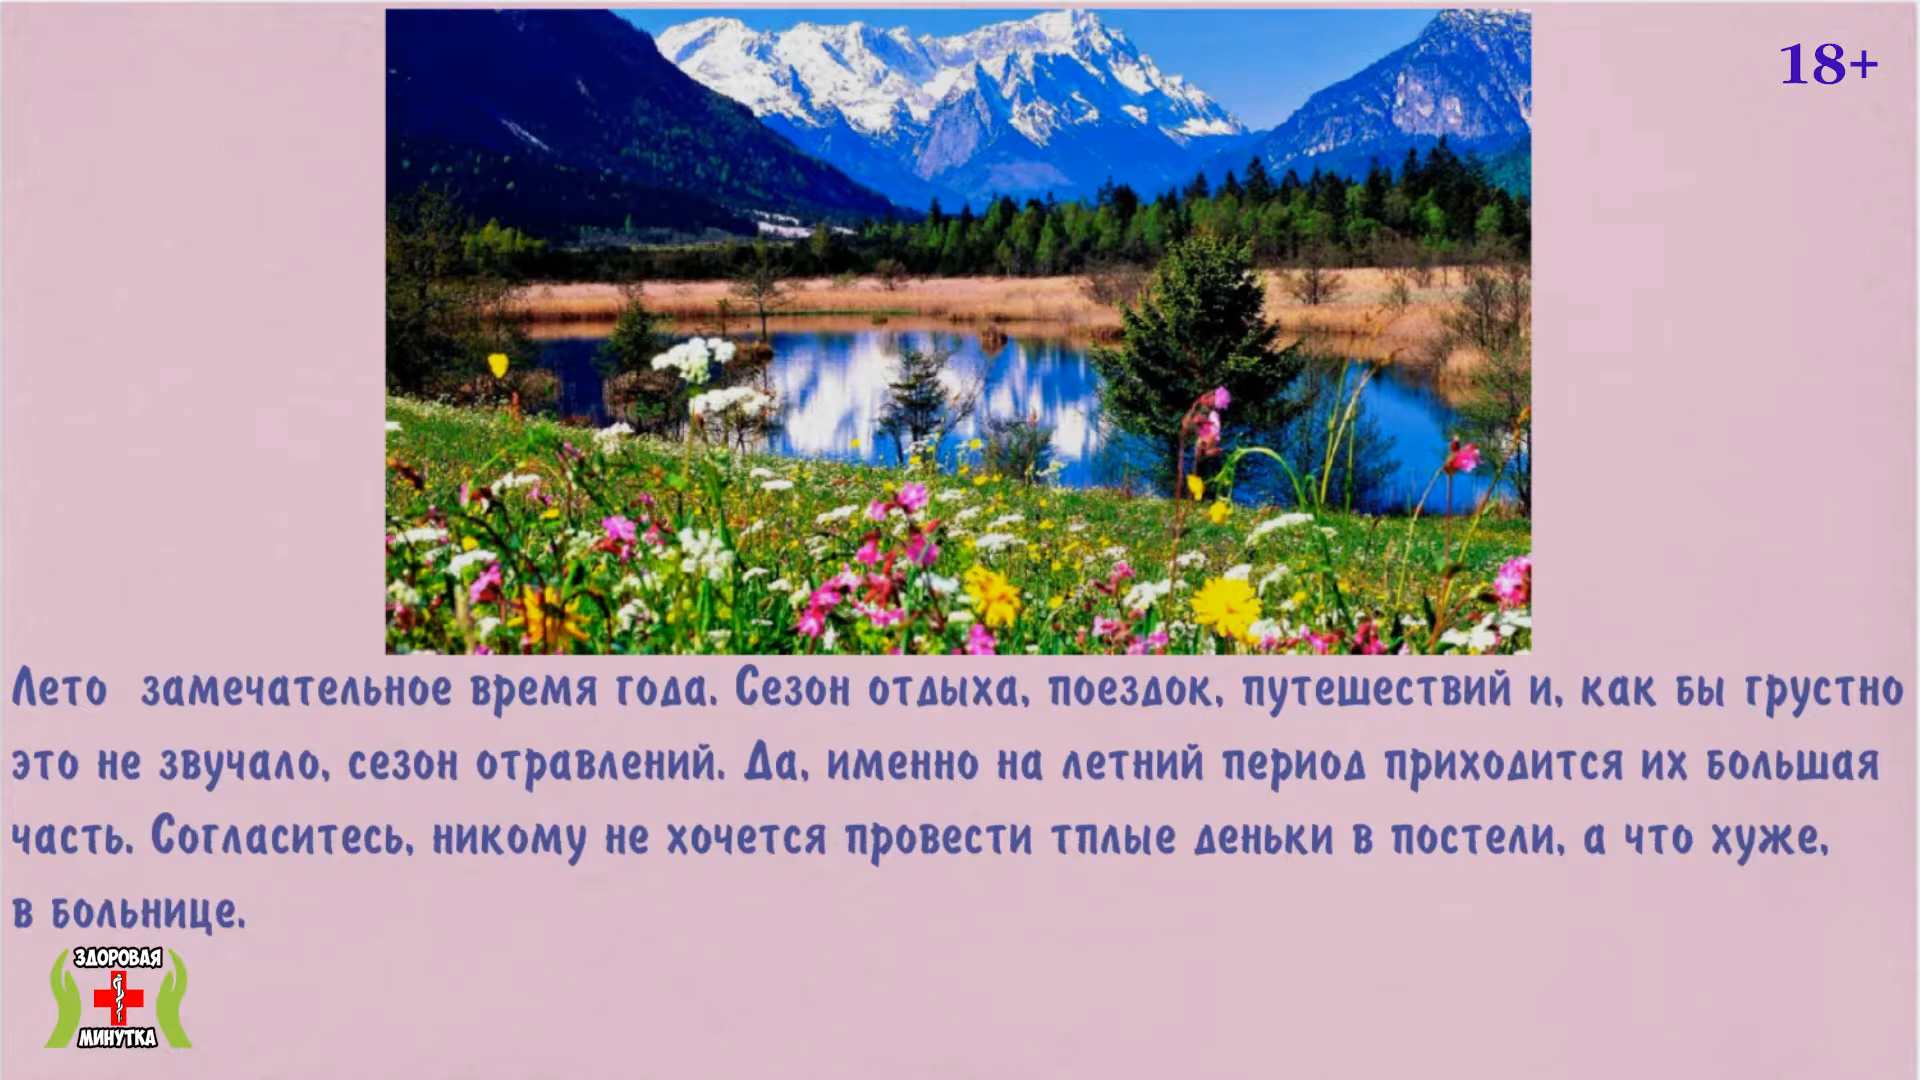 18+
Лето замечательное время года. Сезон отдыха, поездок, путешествий и, как бы грустно
это не звучало, сезон отравлений. Да, именно на летний период приходится их большая
часть. Согласитесь, никому не хочется провести тплые деньки в постели, а что хуже,
в больнице.
ЗДОРОВАЯ
МИНУТКА